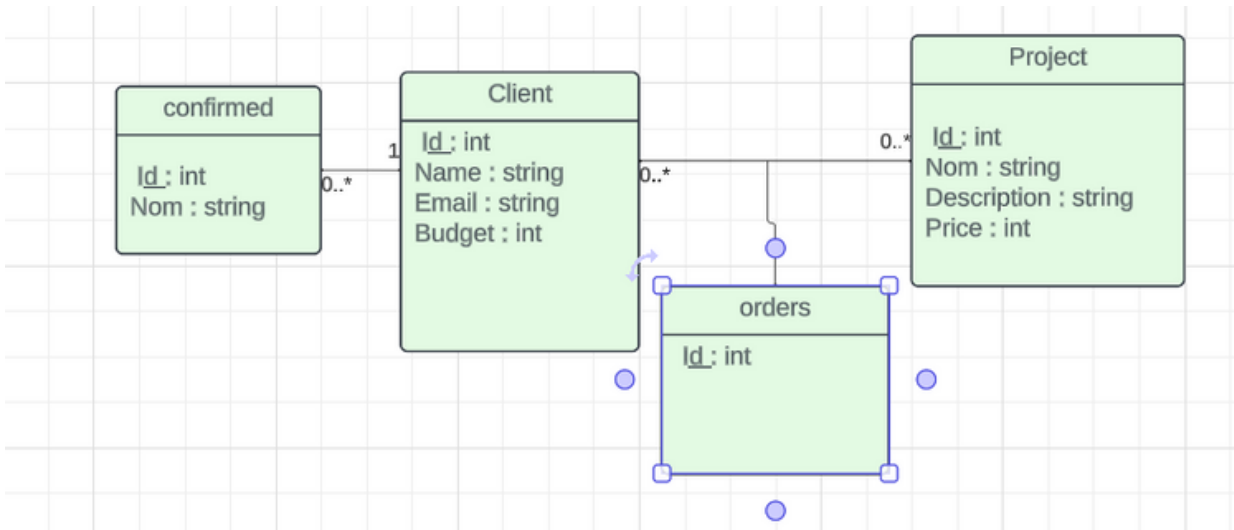 confirmed
Id : int
Nom : string
1
0..*
Client
Id : int
Name : string
Email : string
Budget : int
0..*
0..*
Project
Id : int
Nom : string
Description : string
Price : int
orders
Id : int